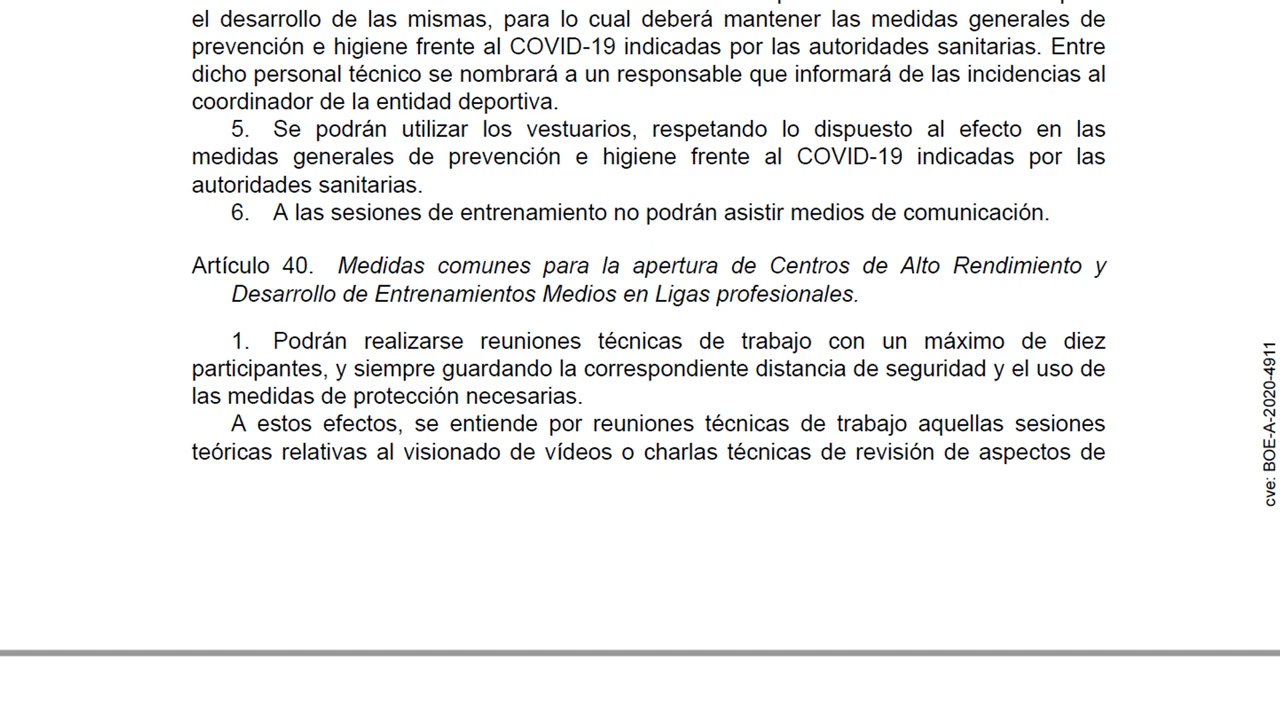 el desarrollo de las mismas, para lo cual deberá mantener las medidas generales de
prevención e higiene frente al COVID-19 indicadas por las autoridades sanitarias. Entre
dicho personal técnico se nombrará a un responsable que informará de las incidencias al
coordinador de la entidad deportiva.
5. Se podrán utilizar los vestuarios, respetando lo dispuesto al efecto en las
medidas generales de prevención e higiene frente al COVID-19 indicadas por las
autoridades sanitarias.
6. A las sesiones de entrenamiento no podrán asistir medios de comunicación.
Artículo 40. Medidas comunes para la apertura de Centros de Alto Rendimiento y
Desarrollo de Entrenamientos Medios en Ligas profesionales.
1. Podrán realizarse reuniones técnicas de trabajo con un máximo de diez
participantes, y siempre guardando la correspondiente distancia de seguridad y el uso de
las medidas de protección necesarias.
A estos efectos, se entiende por reuniones técnicas de trabajo aquellas sesiones
teóricas relativas al visionado de vídeos o charlas técnicas de revisión de aspectos de
cve: BOE-A-2020-4911